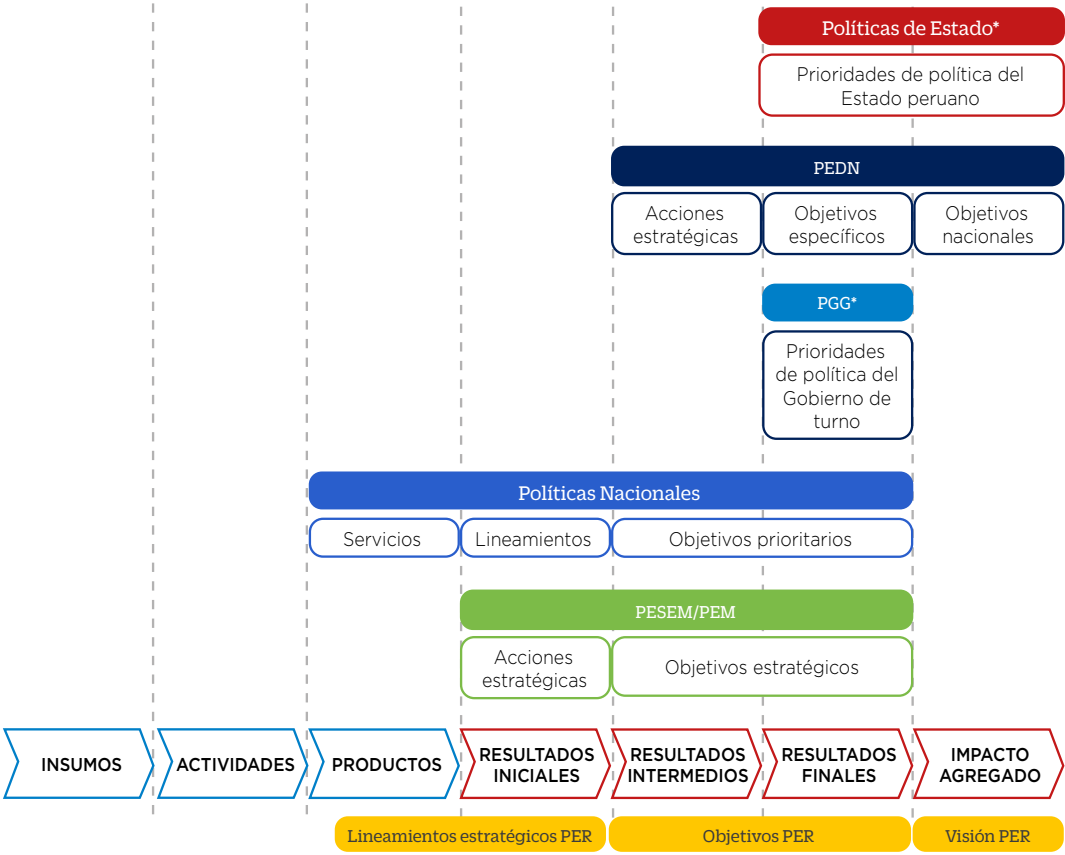 Políticas de Estado*
Prioridades de política del
Estado peruano
PEDN
Acciones
estratégicas
Objetivos
específicos
Objetivos
nacionales
PGG*
Prioridades
de política del
Gobierno de
turno
Políticas Nacionales
Servicios
Lineamientos
Objetivos prioritarios
PESEM/PEM
Acciones
estratégicas
Objetivos estratégicos
INSUMOS
ACTIVIDADES
PRODUCTOS
RESULTADOS
INICIALES
RESULTADOS
INTERMEDIOS
RESULTADOS
FINALES
IMPACTO
AGREGADO
Lineamientos estratégicos PER
Objetivos PER
Visión PER